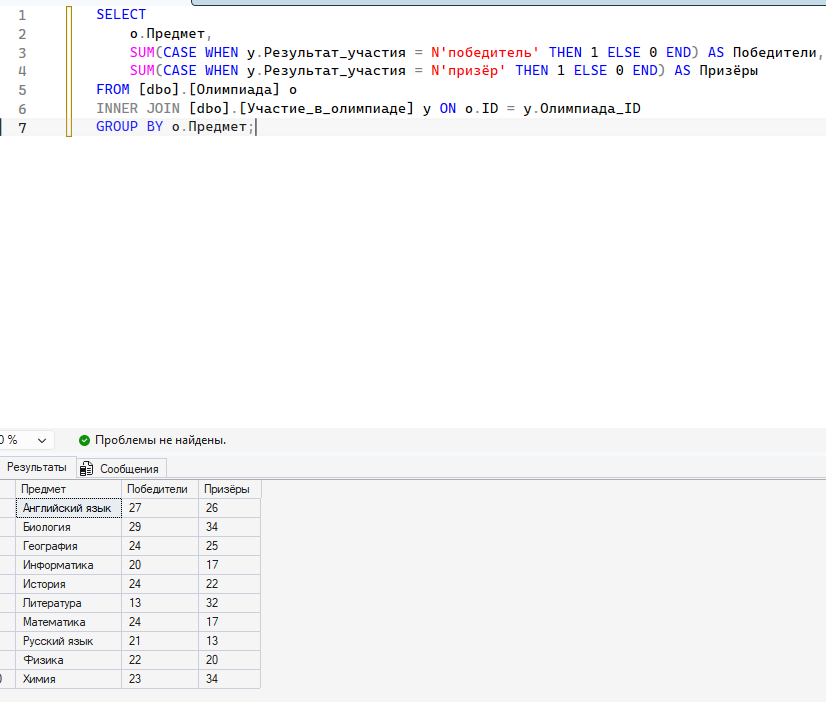 1 SELECT
2 о.Предмет,
3 SUM(CASE WHEN у.Результат_участия = N'победитель' THEN 1 ELSE 0 END) AS Победители,
4 SUM(CASE WHEN у.Результат_участия = N'призёр' THEN 1 ELSE 0 END) AS Призёры
5 FROM [dbo].[Олимпиада] о
6 INNER JOIN [dbo].[Участие_в_олимпиаде] у ON о.ID = у.Олимпиада_ID
7 GROUP BY о.Предмет;
0 % Проблемы не найдены.
Результаты Сообщения
Предмет Победители Призёры
Английский язык 27 26
Биология 29 34
География 24 25
Информатика 20 17
История 24 22
Литература 13 32
Математика 24 17
Русский язык 21 13
Физика 22 20
0 Химия 23 34